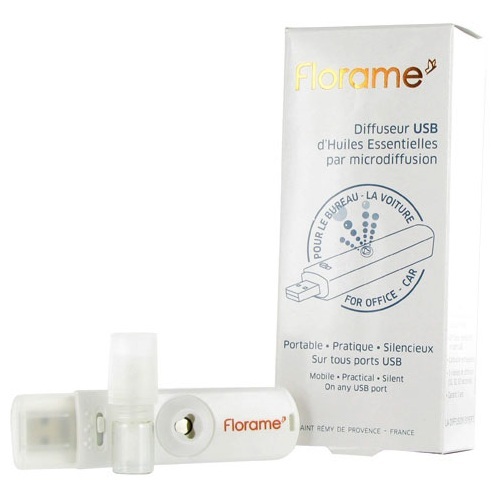 Florame
Diffuseur USB
d'Huiles Essentielles
par microdiffusion
POUR LE BUREAU - LA VOITURE
FOR OFFICE - CAR
Portable • Pratique • Silencieux
Sur tous ports USB
Mobile • Practical • Silent
On any USB port
SAINT RÉMY DE PROVENCE - FRANCE
Florame